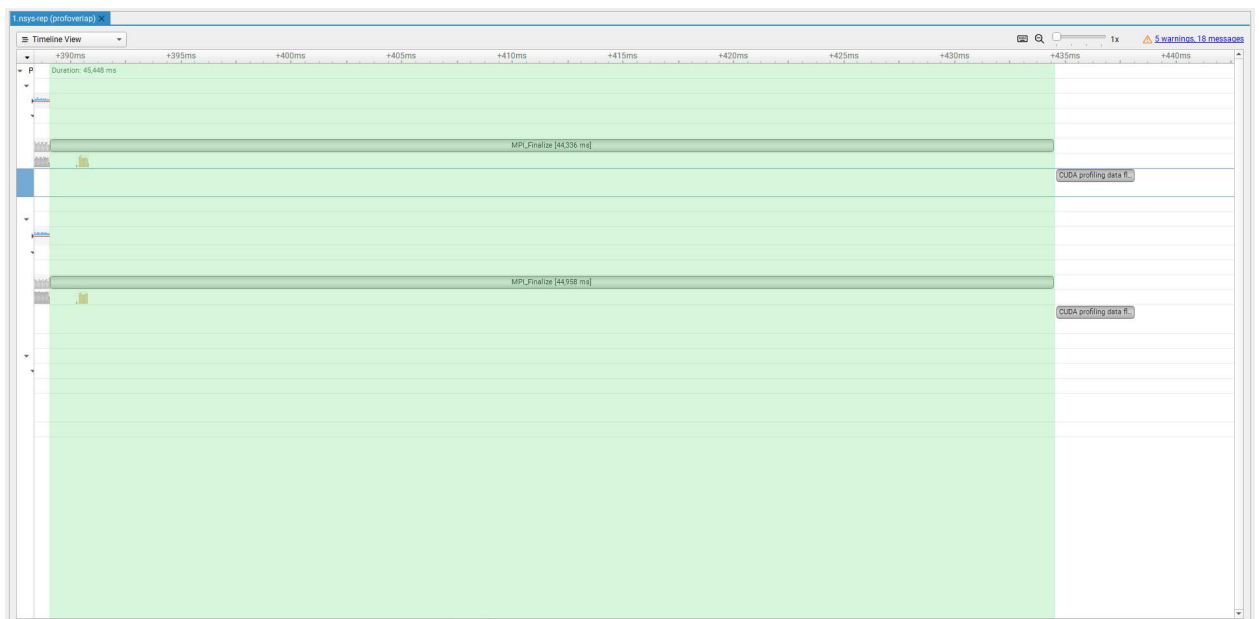 1.nsys-rep (profoverlap) ×
Timeline View
1x
5 warnings, 18 messages
+390ms +395ms +400ms +405ms +410ms +415ms +420ms +425ms +430ms +435ms +440ms
P
Duration: 45,448 ms
MPI_Finalize [44,336 ms]
CUDA profiling data fl...
MPI_Finalize [44,958 ms]
CUDA profiling data fl...